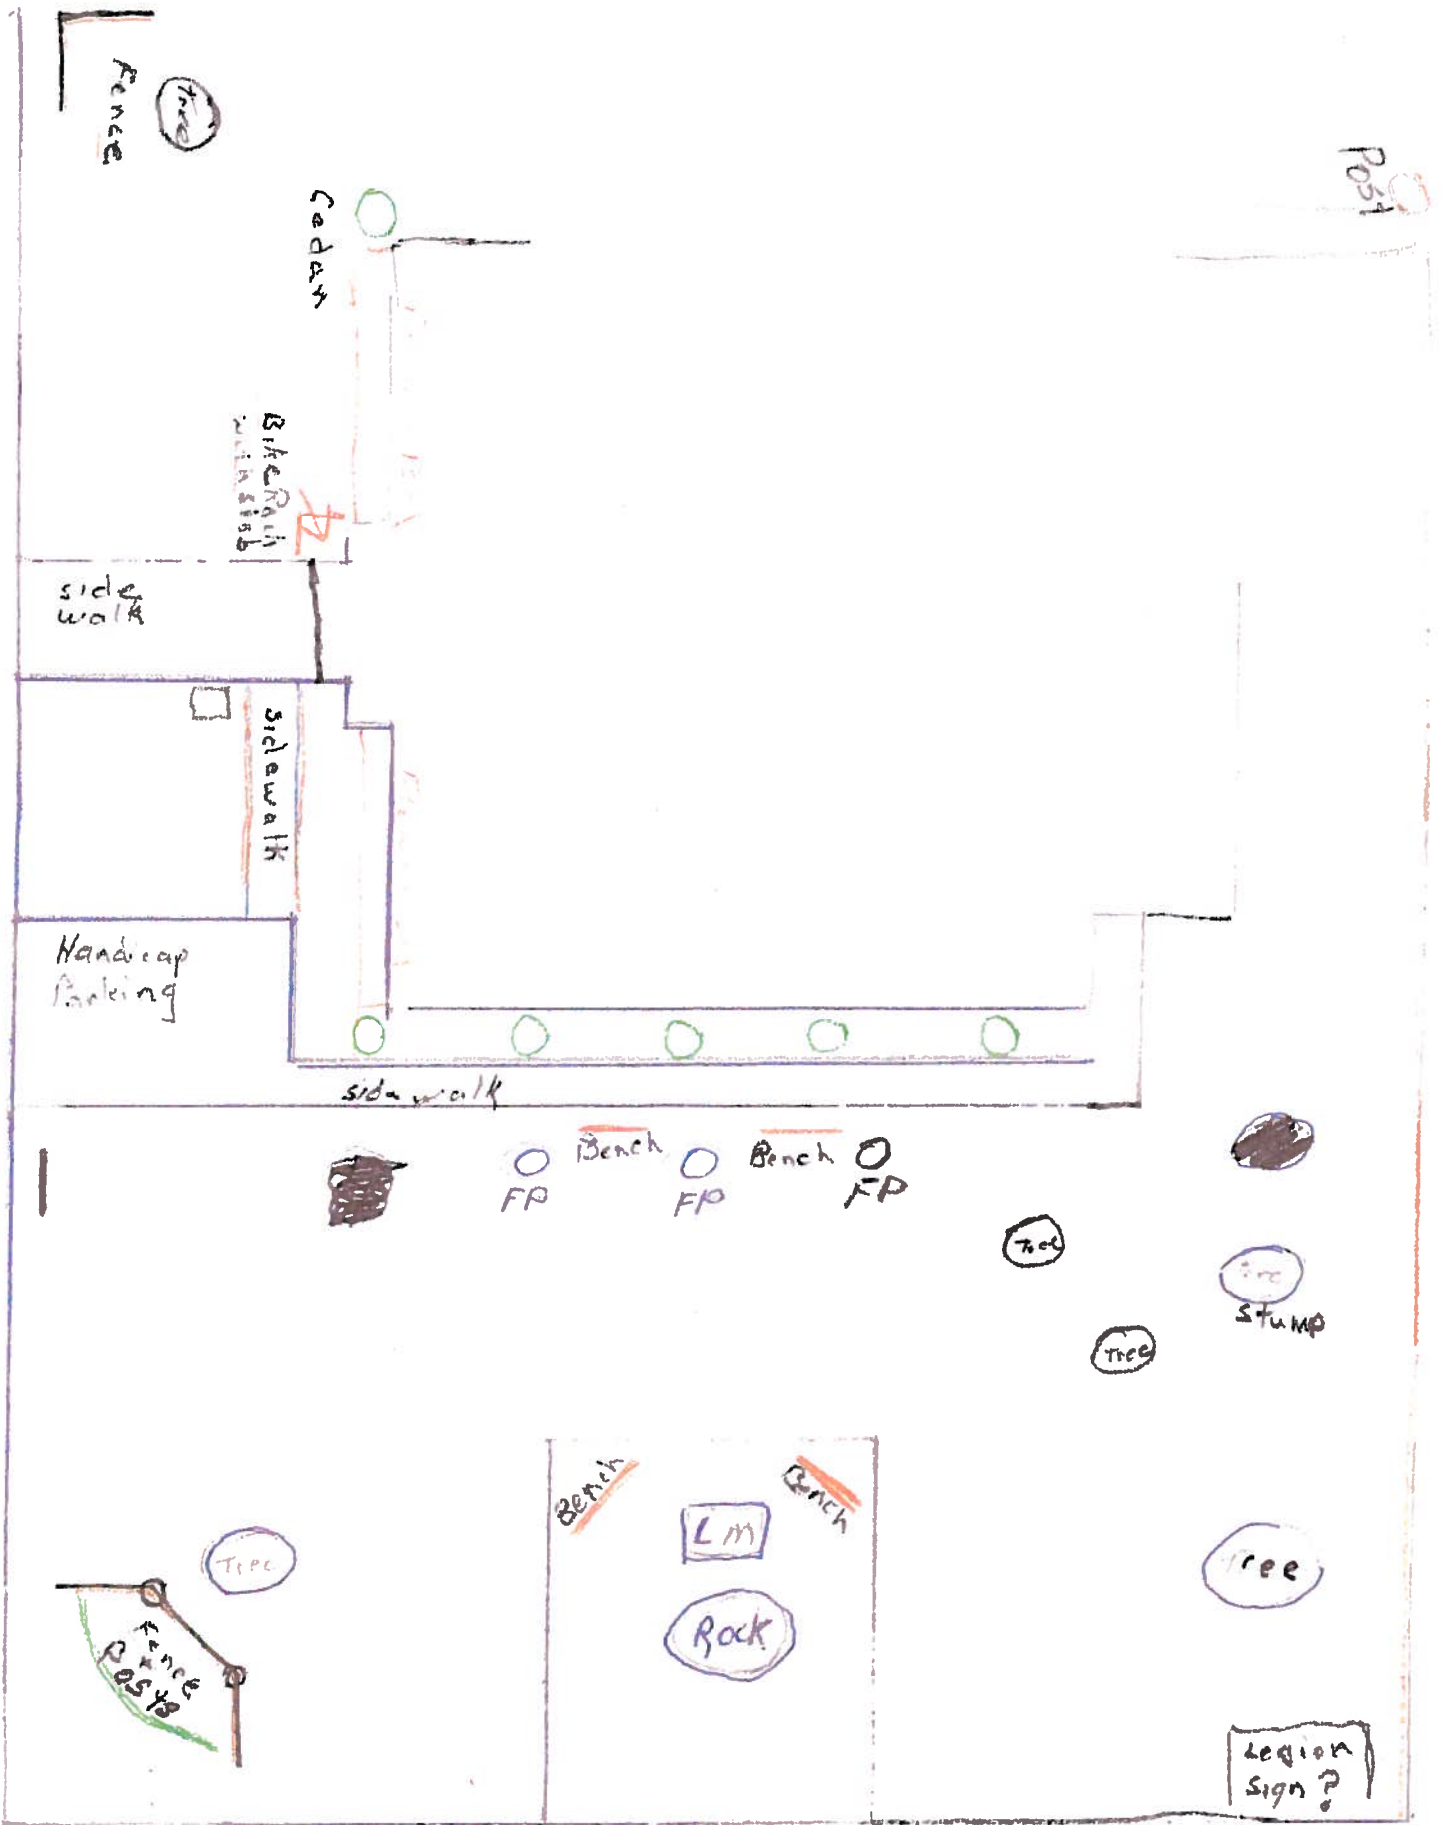 Fence
Tree
Post
Cedar
Bike Rack
side
walk
Sidewalk
Handicap
Parking
sidewalk
Bench
Bench
FP
FP
FP
Tree
Tree
Stump
Bench
Bench
Lm
Tree
Tree
Rock
Fence
Legion
Sign ?